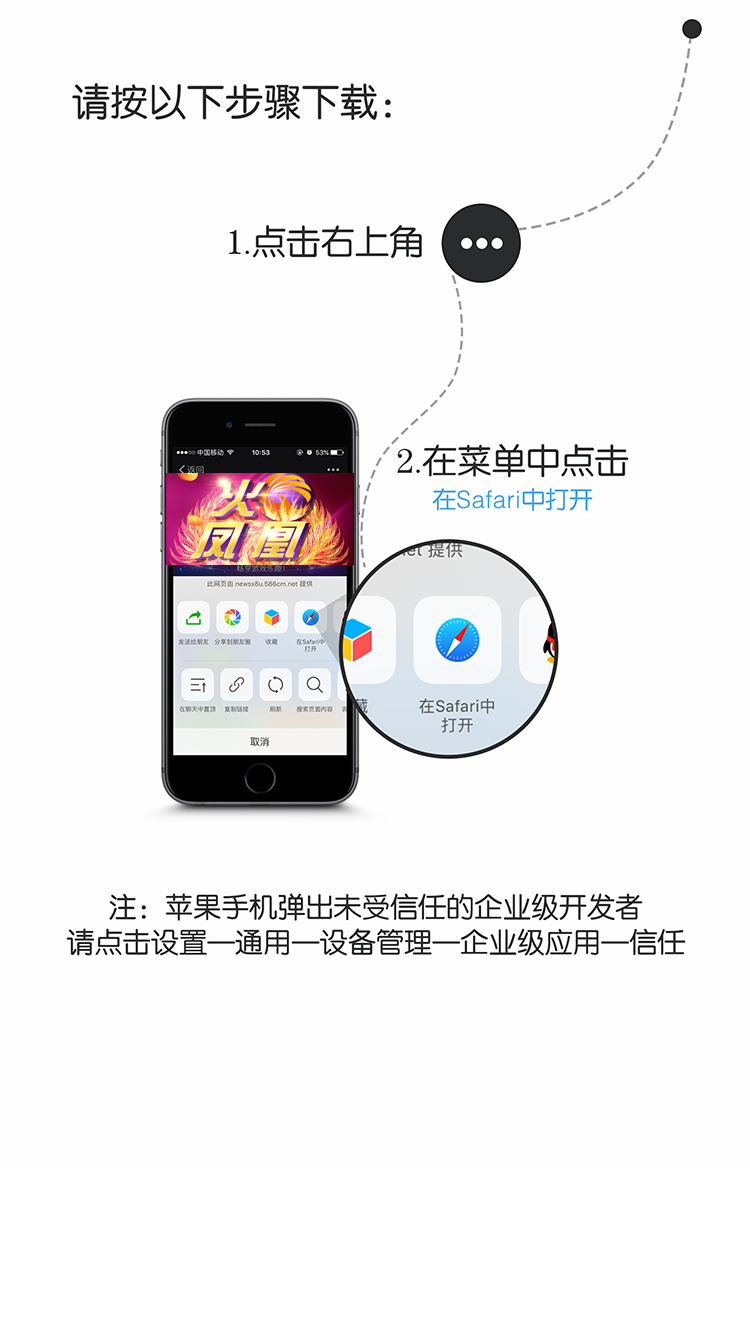 请按以下步骤下载：
1.点击右上角
2.在菜单中点击
在Safari中打开
中国移动
10:53
53%
返回
火
凤凰
畅享游戏乐趣！
此网页由 newsx8u.586cm.net 提供
发送给朋友 分享到朋友圈 收藏 在Safari中打开
在聊天中置顶 复制链接 刷新 搜索页面内容
取消
.net 提供
藏
在Safari中
打开
注：苹果手机弹出未受信任的企业级开发者
请点击设置—通用—设备管理—企业级应用—信任